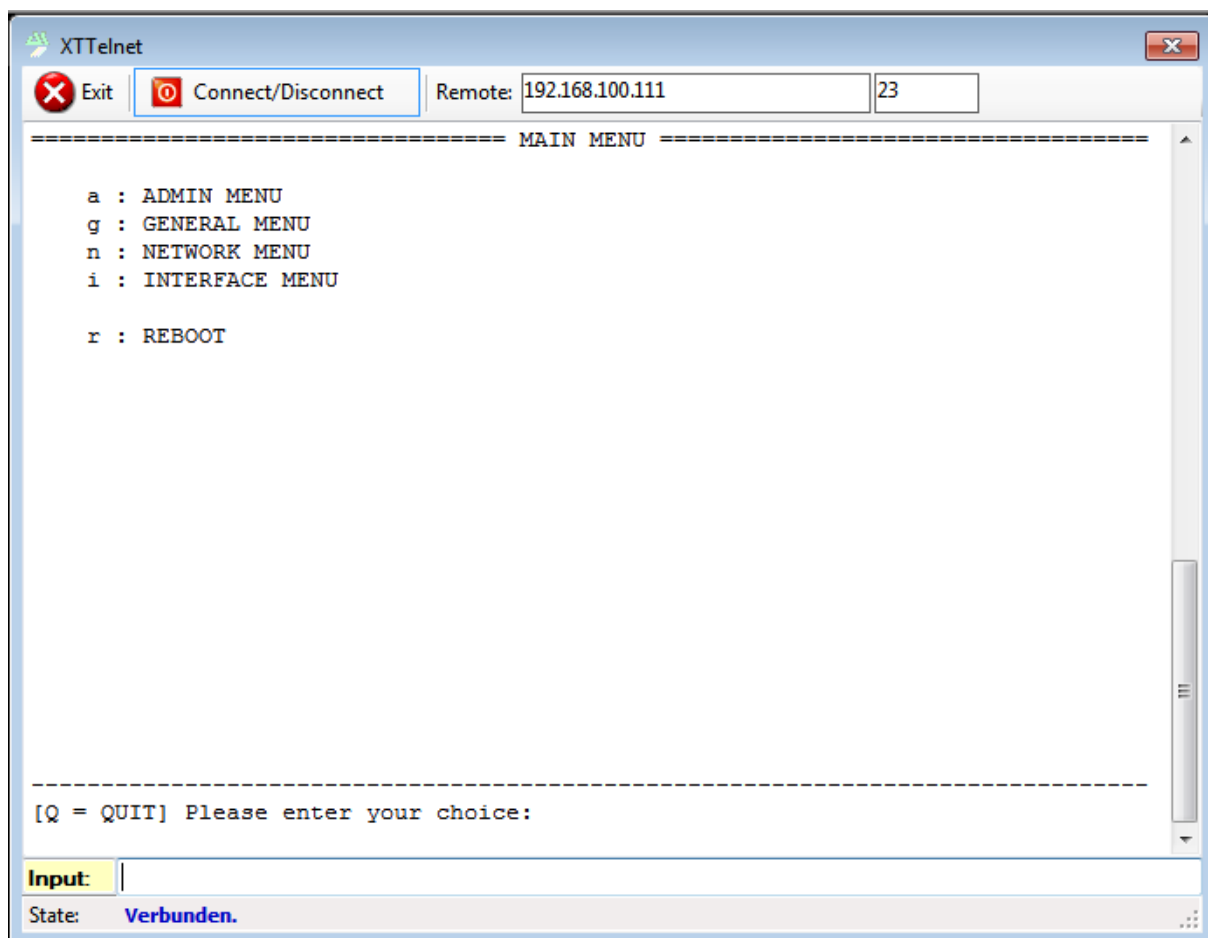 XTTelnet
Exit Connect/Disconnect Remote: 192.168.100.111 23
================================== MAIN MENU ===================================
a : ADMIN MENU
g : GENERAL MENU
n : NETWORK MENU
i : INTERFACE MENU
r : REBOOT
--------------------------------------------------------------------------------
[Q = QUIT] Please enter your choice:
Input:
State: Verbunden.